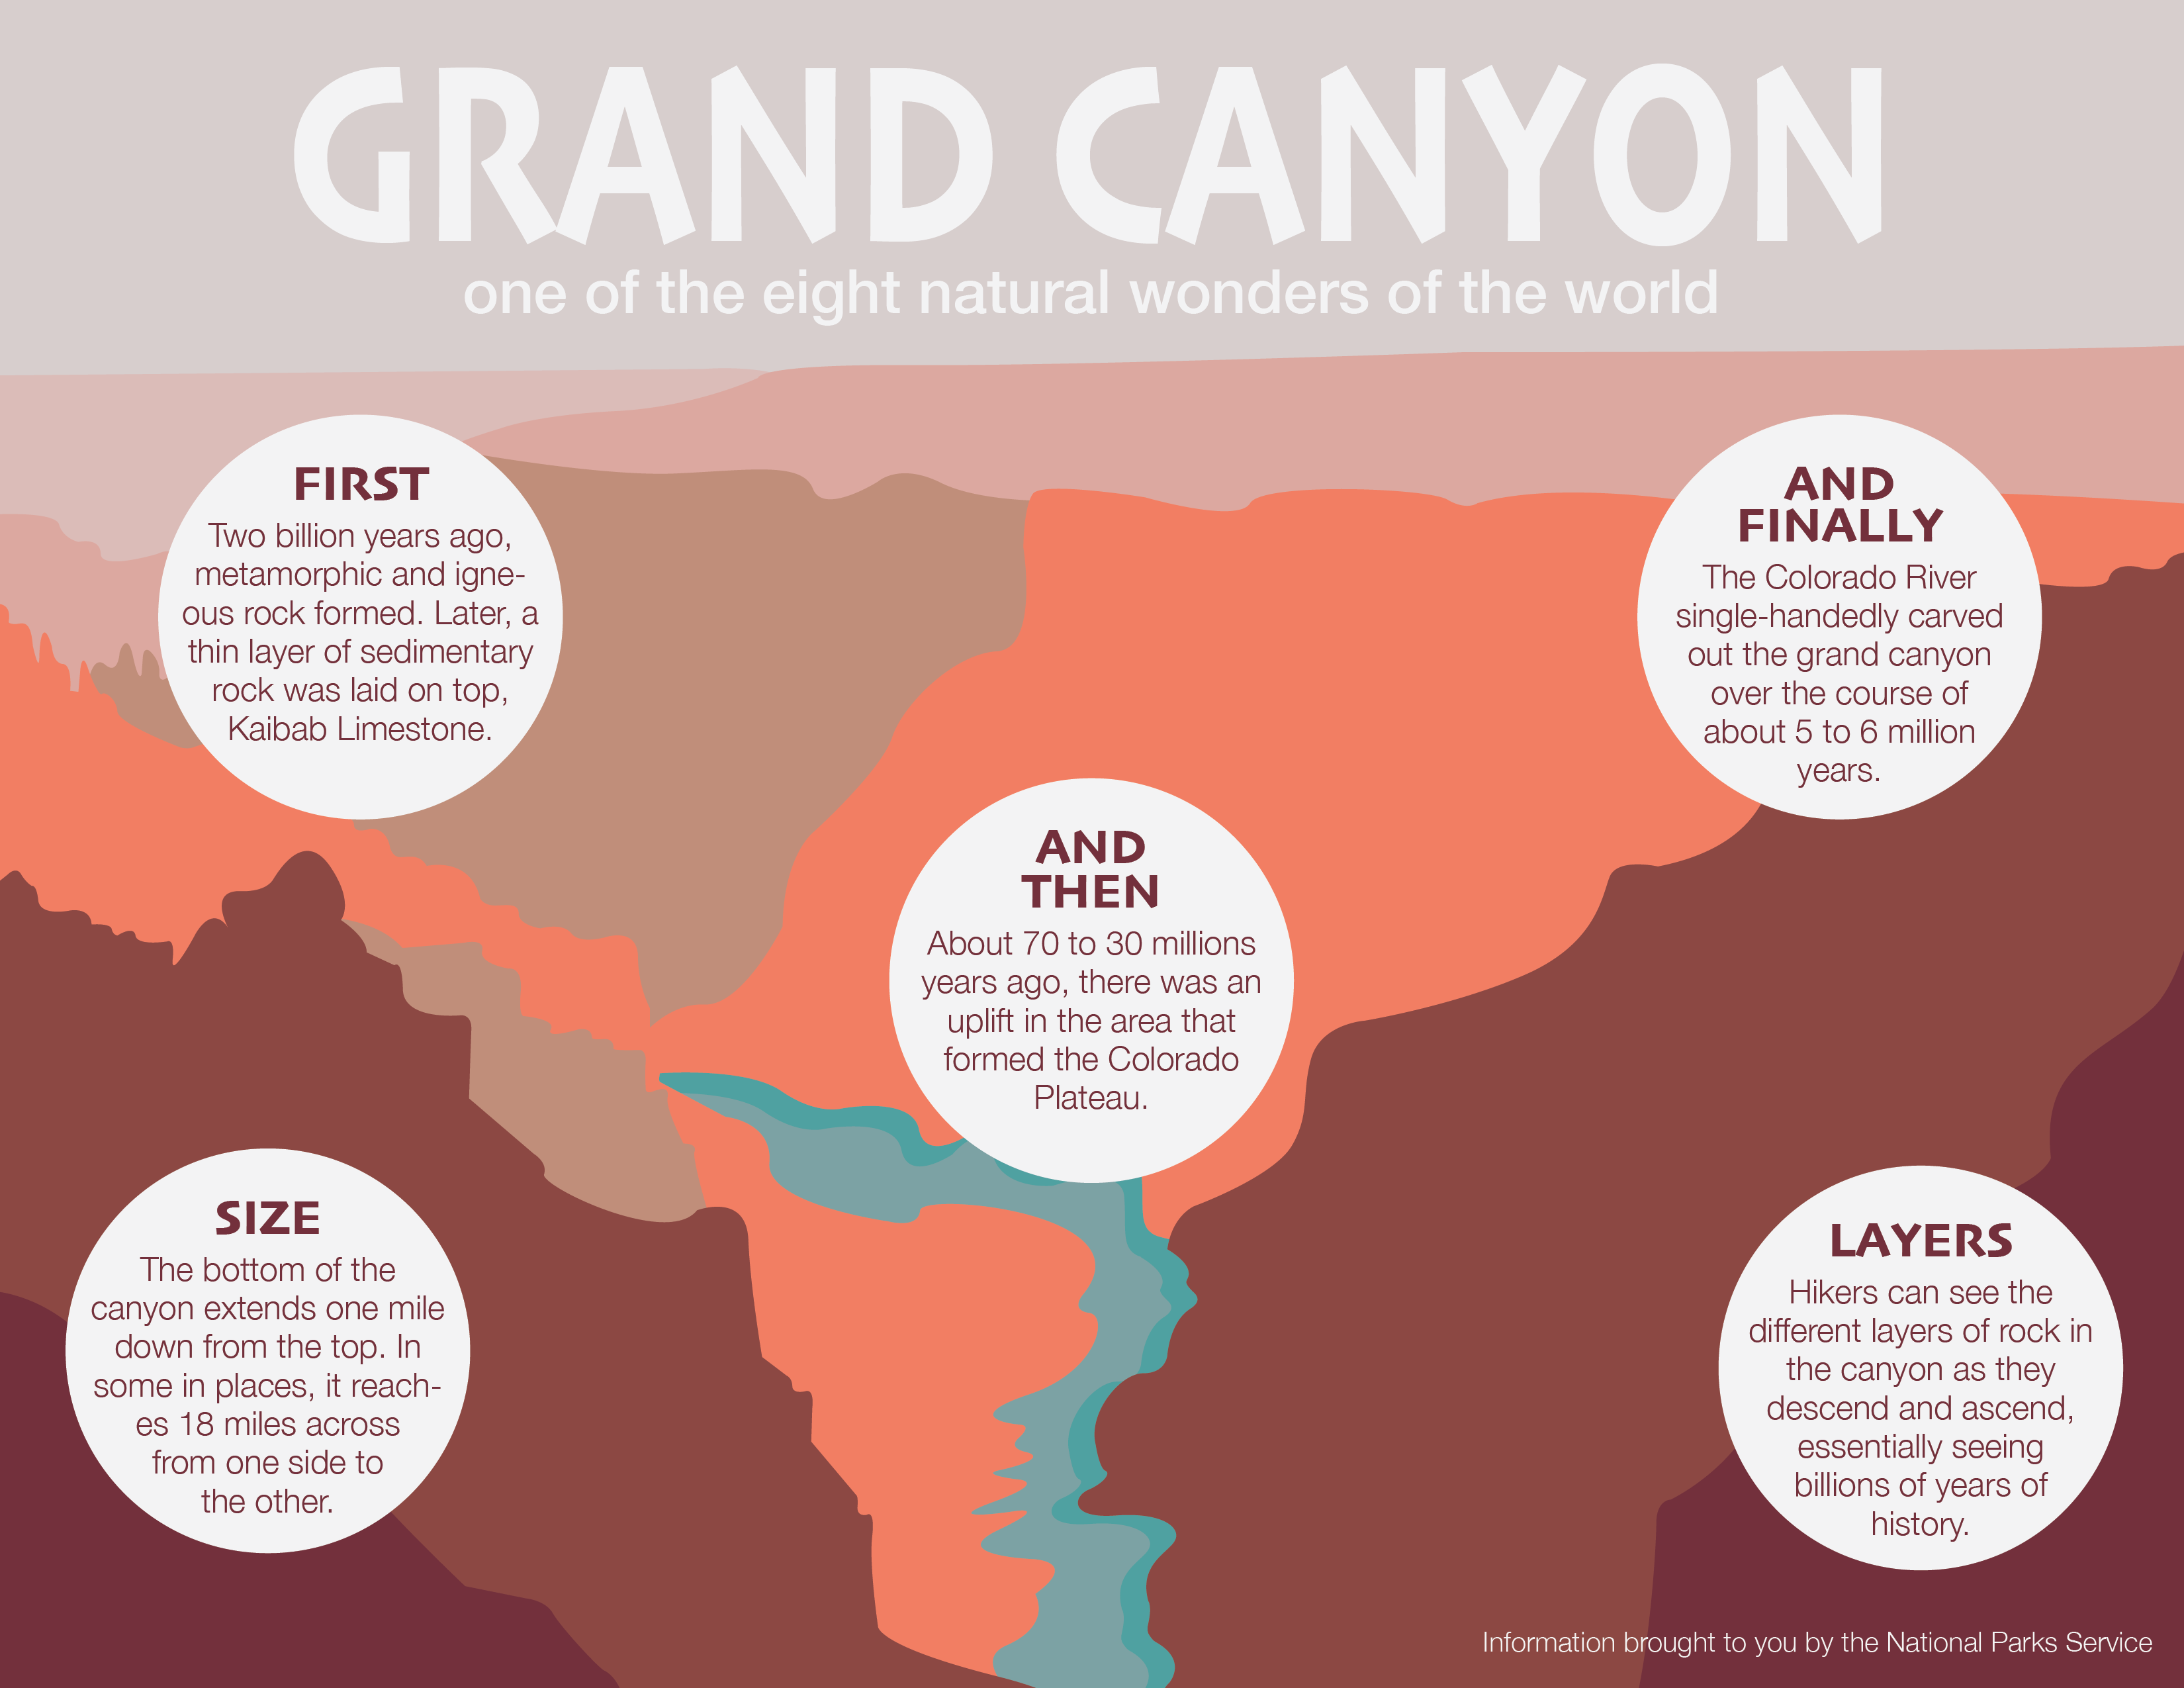 GRAND CANYON
one of the eight natural wonders of the world
FIRST
Two billion years ago,
metamorphic and igne-
ous rock formed. Later, a
thin layer of sedimentary
rock was laid on top,
Kaibab Limestone.
AND
THEN
About 70 to 30 millions
years ago, there was an
uplift in the area that
formed the Colorado
Plateau.
AND
FINALLY
The Colorado River
single-handedly carved
out the grand canyon
over the course of
about 5 to 6 million
years.
SIZE
The bottom of the
canyon extends one mile
down from the top. In
some in places, it reach-
es 18 miles across
from one side to
the other.
LAYERS
Hikers can see the
different layers of rock in
the canyon as they
descend and ascend,
essentially seeing
billions of years of
history.
Information brought to you by the National Parks Service